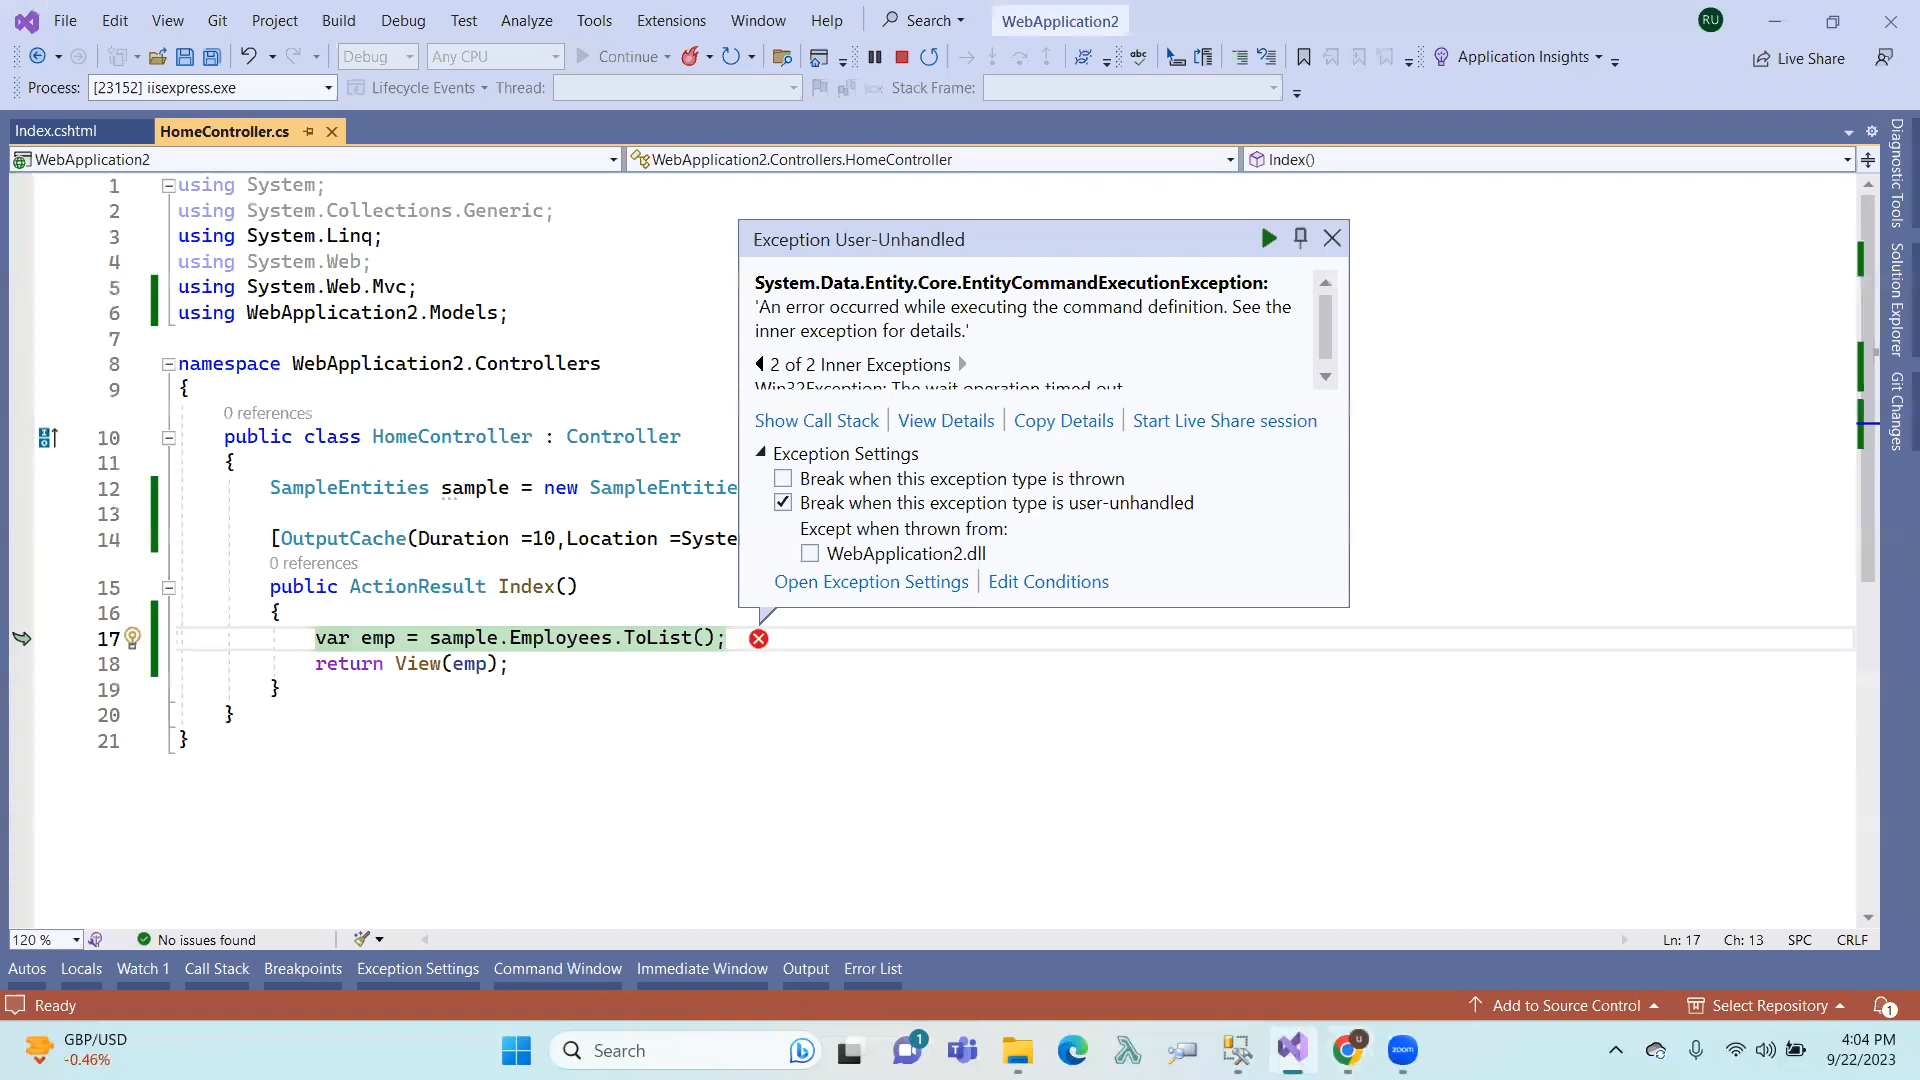 File Edit View Git Project Build Debug Test Analyze Tools Extensions Window Help Search WebApplication2 RU
Debug Any CPU Continue abc Application Insights Live Share
Process: [23152] iisexpress.exe Lifecycle Events Thread: Stack Frame:
Index.cshtml HomeController.cs
WebApplication2 WebApplication2.Controllers.HomeController Index()
1 using System;
2 using System.Collections.Generic;
3 using System.Linq;
4 using System.Web;
5 using System.Web.Mvc;
6 using WebApplication2.Models;
7
8 namespace WebApplication2.Controllers
9 {
0 references
10 public class HomeController : Controller
11 {
12 SampleEntities sample = new SampleEntitie
13
14 [OutputCache(Duration =10,Location =Syste
0 references
15 public ActionResult Index()
16 {
17 var emp = sample.Employees.ToList();
18 return View(emp);
19 }
20 }
21 }
Exception User-Unhandled
System.Data.Entity.Core.EntityCommandExecutionException:
'An error occurred while executing the command definition. See the
inner exception for details.'
2 of 2 Inner Exceptions
Win32Exception: The wait operation timed out
Show Call Stack View Details Copy Details Start Live Share session
Exception Settings
Break when this exception type is thrown
Break when this exception type is user-unhandled
Except when thrown from:
WebApplication2.dll
Open Exception Settings Edit Conditions
Diagnostic Tools
Solution Explorer
Git Changes
120 % No issues found Ln: 17 Ch: 13 SPC CRLF
Autos Locals Watch 1 Call Stack Breakpoints Exception Settings Command Window Immediate Window Output Error List
Ready Add to Source Control Select Repository 1
GBP/USD
-0.46%
Search
1
u
zoom
4:04 PM
9/22/2023